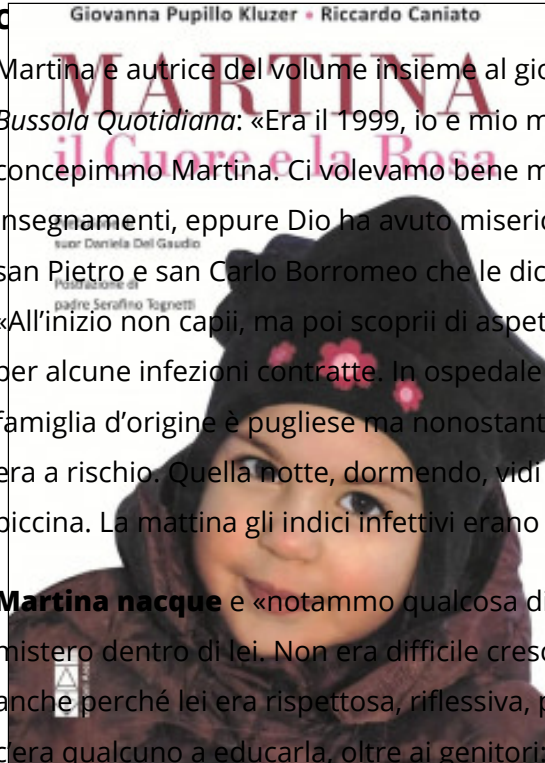 Giovanna Pupillo Kluzer • Riccardo Caniato
MARTINA
il Cuore e la Rosa
suor Daniela Del Gaudio
Postfazione di
padre Serafino Tognetti
Martina e autrice del volume insieme al gio
Bussola Quotidiana: «Era il 1999, io e mio m
concepimmo Martina. Ci volevamo bene m
insegnamenti, eppure Dio ha avuto miserio
san Pietro e san Carlo Borromeo che le dic
«All’inizio non capii, ma poi scoprii di aspet
per alcune infezioni contratte. In ospedale
famiglia d’origine è pugliese ma nonostant
era a rischio. Quella notte, dormendo, vidi
piccina. La mattina gli indici infettivi erano
Martina nacque e «notammo qualcosa di
mistero dentro di lei. Non era difficile cresc
anche perché lei era rispettosa, riflessiva, p
c’era qualcuno a educarla, oltre ai genitori: